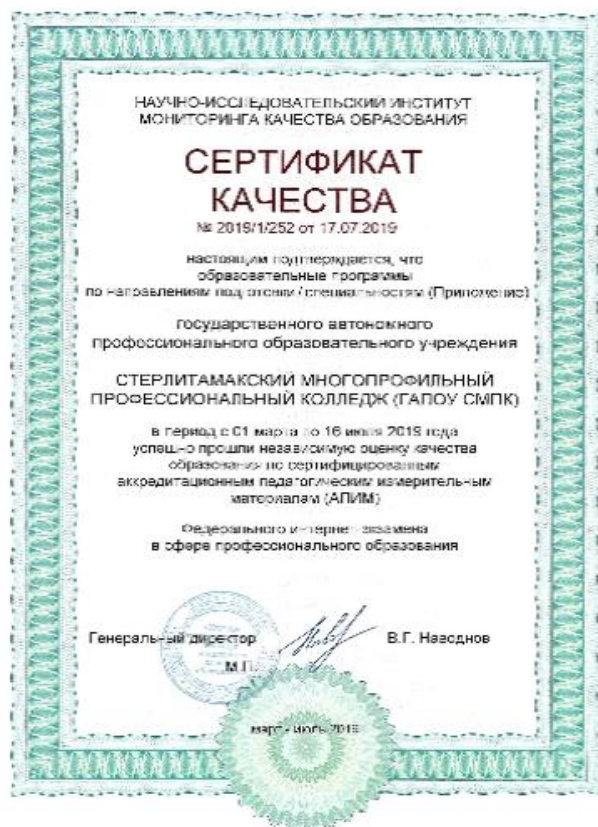 НАУЧНО-ИССЛЕДОВАТЕЛЬСКИЙ ИНСТИТУТ
МОНИТОРИНГА КАЧЕСТВА ОБРАЗОВАНИЯ
СЕРТИФИКАТ
КАЧЕСТВА
№ 2019/1/252 от 17.07.2019
настоящим подтверждается, что
образовательные программы
по направлениям подготовки / специальностям (Приложение)
государственного автономного
профессионального образовательного учреждения
СТЕРЛИТАМАКСКИЙ МНОГОПРОФИЛЬНЫЙ
ПРОФЕССИОНАЛЬНЫЙ КОЛЛЕДЖ (ГАПОУ СМПК)
в период с 01 марта по 16 июля 2019 года
успешно прошли независимую оценку качества
образования по сертифицированным
аккредитационным педагогическим измерительным
материалам (АПИМ)
Федерального интернет-экзамена
в сфере профессионального образования
Генеральный директор В.Г. Наводнов
М.П.
март - июль 2019